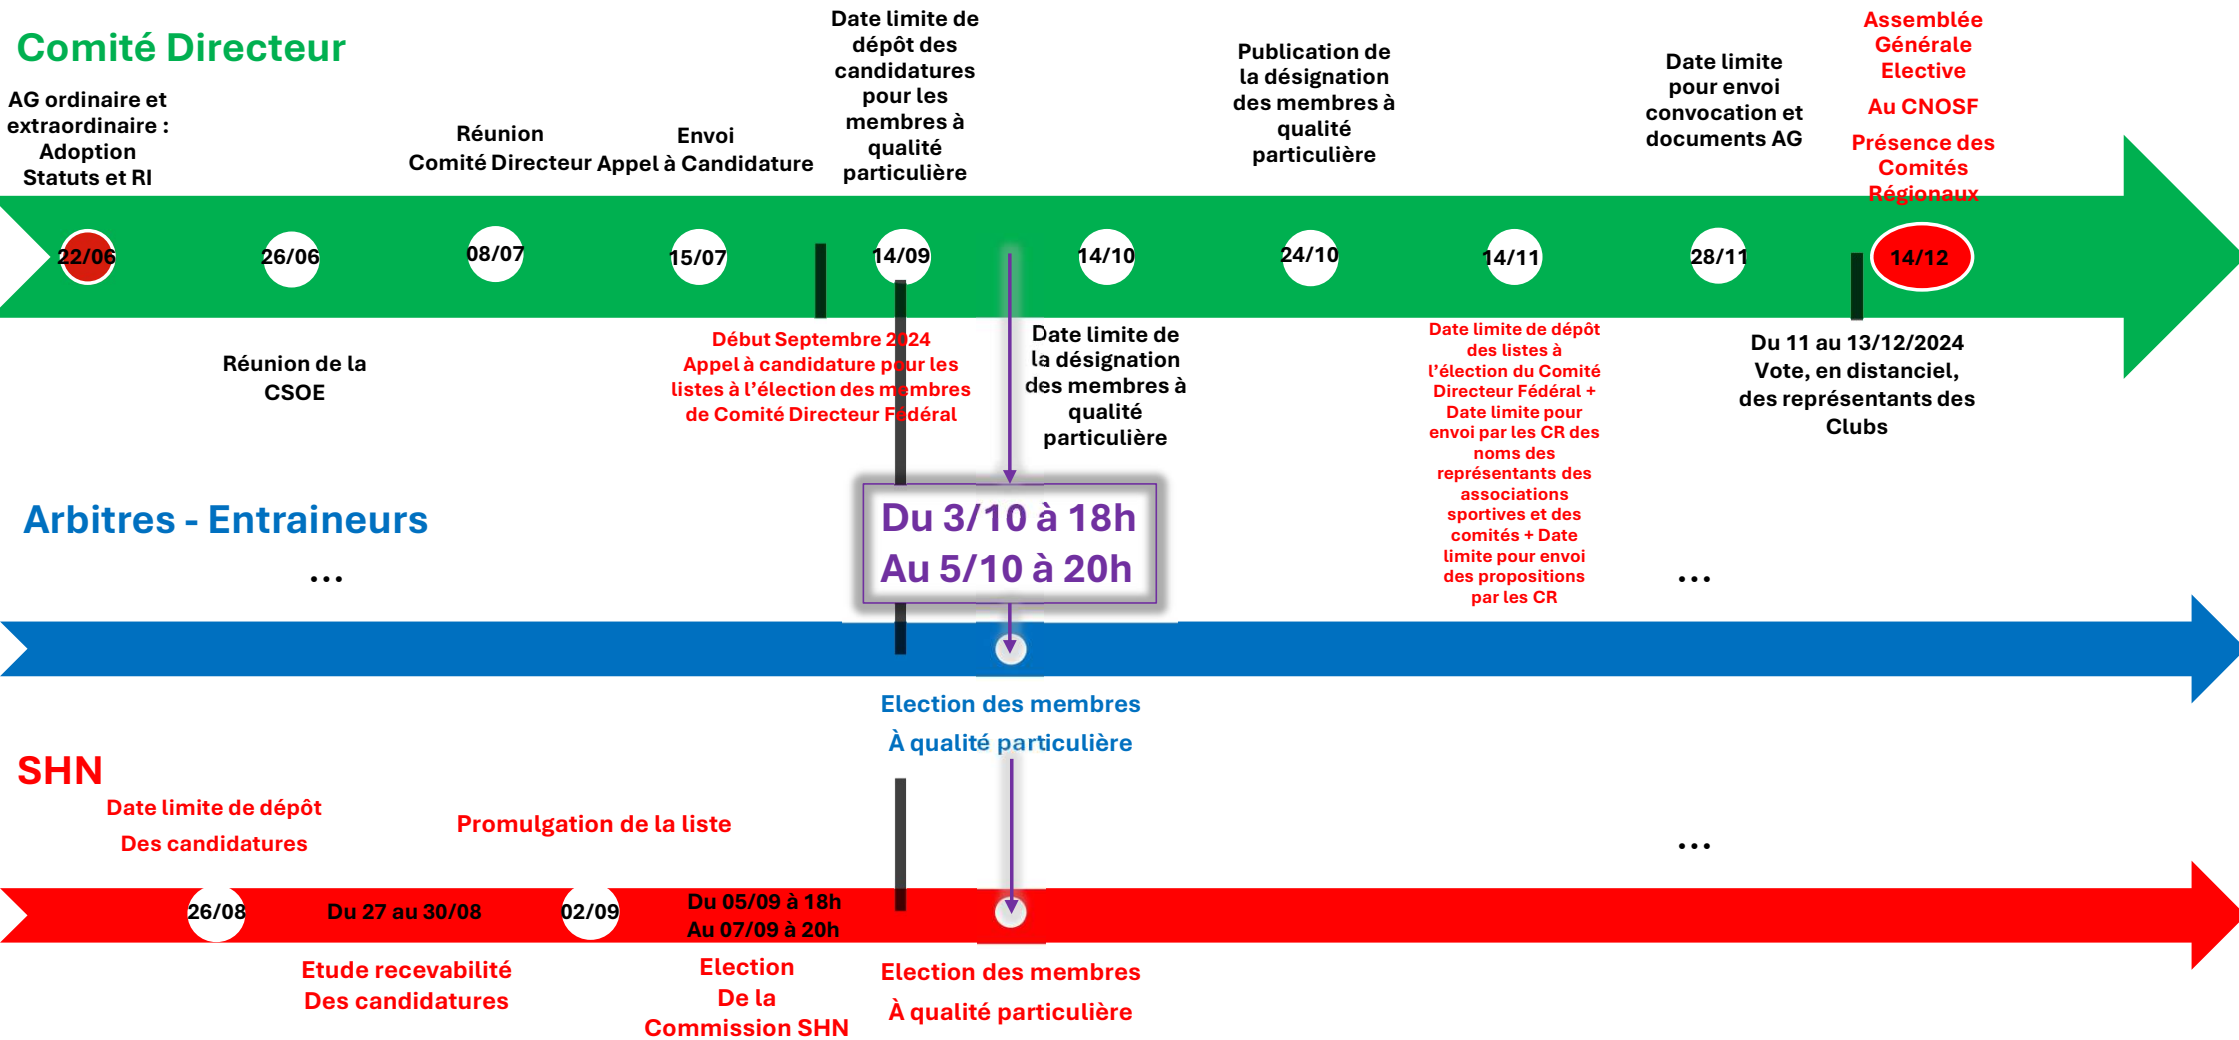 Comité Directeur
AG ordinaire et
extraordinaire :
Adoption
Statuts et RI
Réunion
Comité Directeur
Envoi
Appel à Candidature
Date limite de
dépôt des
candidatures
pour les
membres à
qualité
particulière
Publication de
la désignation
des membres à
qualité
particulière
Date limite
pour envoi
convocation et
documents AG
Assemblée
Générale
Elective
Au CNOSF
Présence des
Comités
Régionaux
22/06
26/06
08/07
15/07
14/09
14/10
24/10
14/11
28/11
14/12
Réunion de la
CSOE
Début Septembre 2024
Appel à candidature pour les
listes à l'élection des membres
de Comité Directeur Fédéral
Date limite de
la désignation
des membres à
qualité
particulière
Date limite de dépôt
des listes à
l'élection du Comité
Directeur Fédéral +
Date limite pour
envoi par les CR des
noms des
représentants des
associations
sportives et des
comités + Date
limite pour envoi
des propositions
par les CR
Du 11 au 13/12/2024
Vote, en distanciel,
des représentants des
Clubs
Arbitres - Entraineurs
...
Du 3/10 à 18h
Au 5/10 à 20h
...
Election des membres
À qualité particulière
SHN
Date limite de dépôt
Des candidatures
Promulgation de la liste
...
26/08
Du 27 au 30/08
02/09
Du 05/09 à 18h
Au 07/09 à 20h
Etude recevabilité
Des candidatures
Election
De la
Commission SHN
Election des membres
À qualité particulière